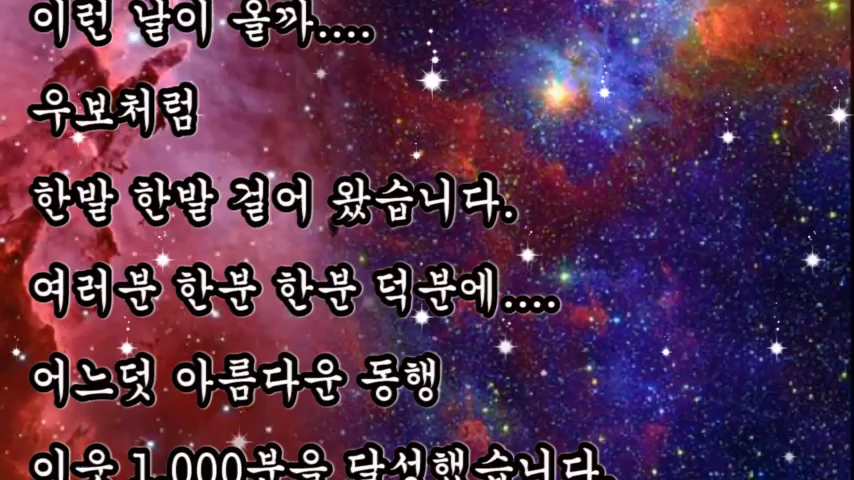 이런 날이 올까....
우보처럼
한발 한발 걸어 왔습니다.
여러분 한분 한분 덕분에....
어느덧 아름다운 동행
이웃 1,000분을 달성했습니다.